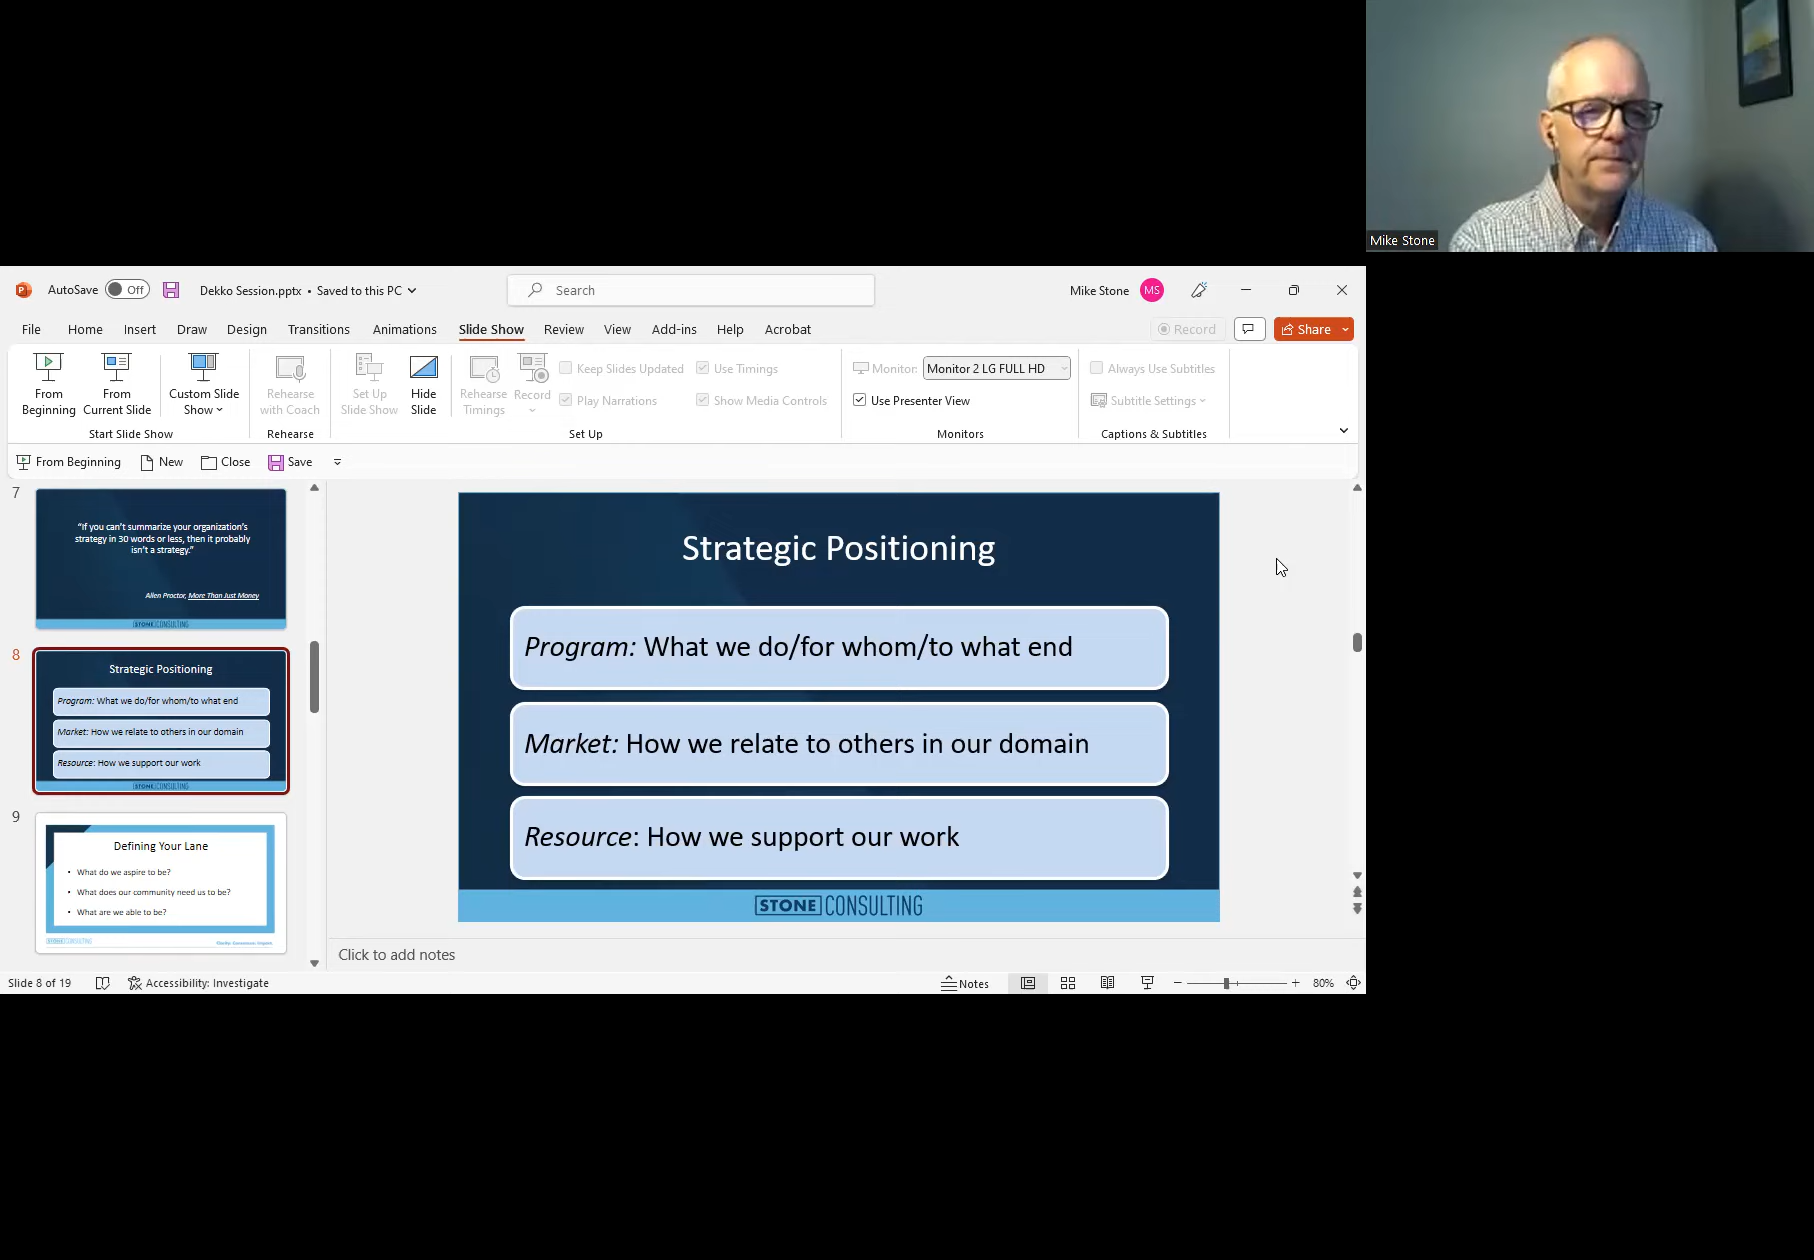 Mike Stone
AutoSave Off Dekko Session.pptx • Saved to this PC Search Mike Stone MS
File Home Insert Draw Design Transitions Animations Slide Show Review View Add-ins Help Acrobat Record Share
From Beginning
From Current Slide
Custom Slide Show
Start Slide Show
Rehearse with Coach
Rehearse
Set Up Slide Show
Hide Slide
Rehearse Timings
Record
Keep Slides Updated
Use Timings
Play Narrations
Show Media Controls
Set Up
Monitor: Monitor 2 LG FULL HD
Use Presenter View
Monitors
Always Use Subtitles
Subtitle Settings
Captions & Subtitles
From Beginning New Close Save
7
“If you can’t summarize your organization’s
strategy in 30 words or less, then it probably
isn’t a strategy.”
Allen Proctor, More Than Just Money
STONE CONSULTING
8
Strategic Positioning
Program: What we do/for whom/to what end
Market: How we relate to others in our domain
Resource: How we support our work
STONE CONSULTING
9
Defining Your Lane
• What do we aspire to be?
• What does our community need us to be?
• What are we able to be?
STONE CONSULTING
Strategic Positioning
Program: What we do/for whom/to what end
Market: How we relate to others in our domain
Resource: How we support our work
STONE CONSULTING
Click to add notes
Slide 8 of 19 Accessibility: Investigate Notes 80%